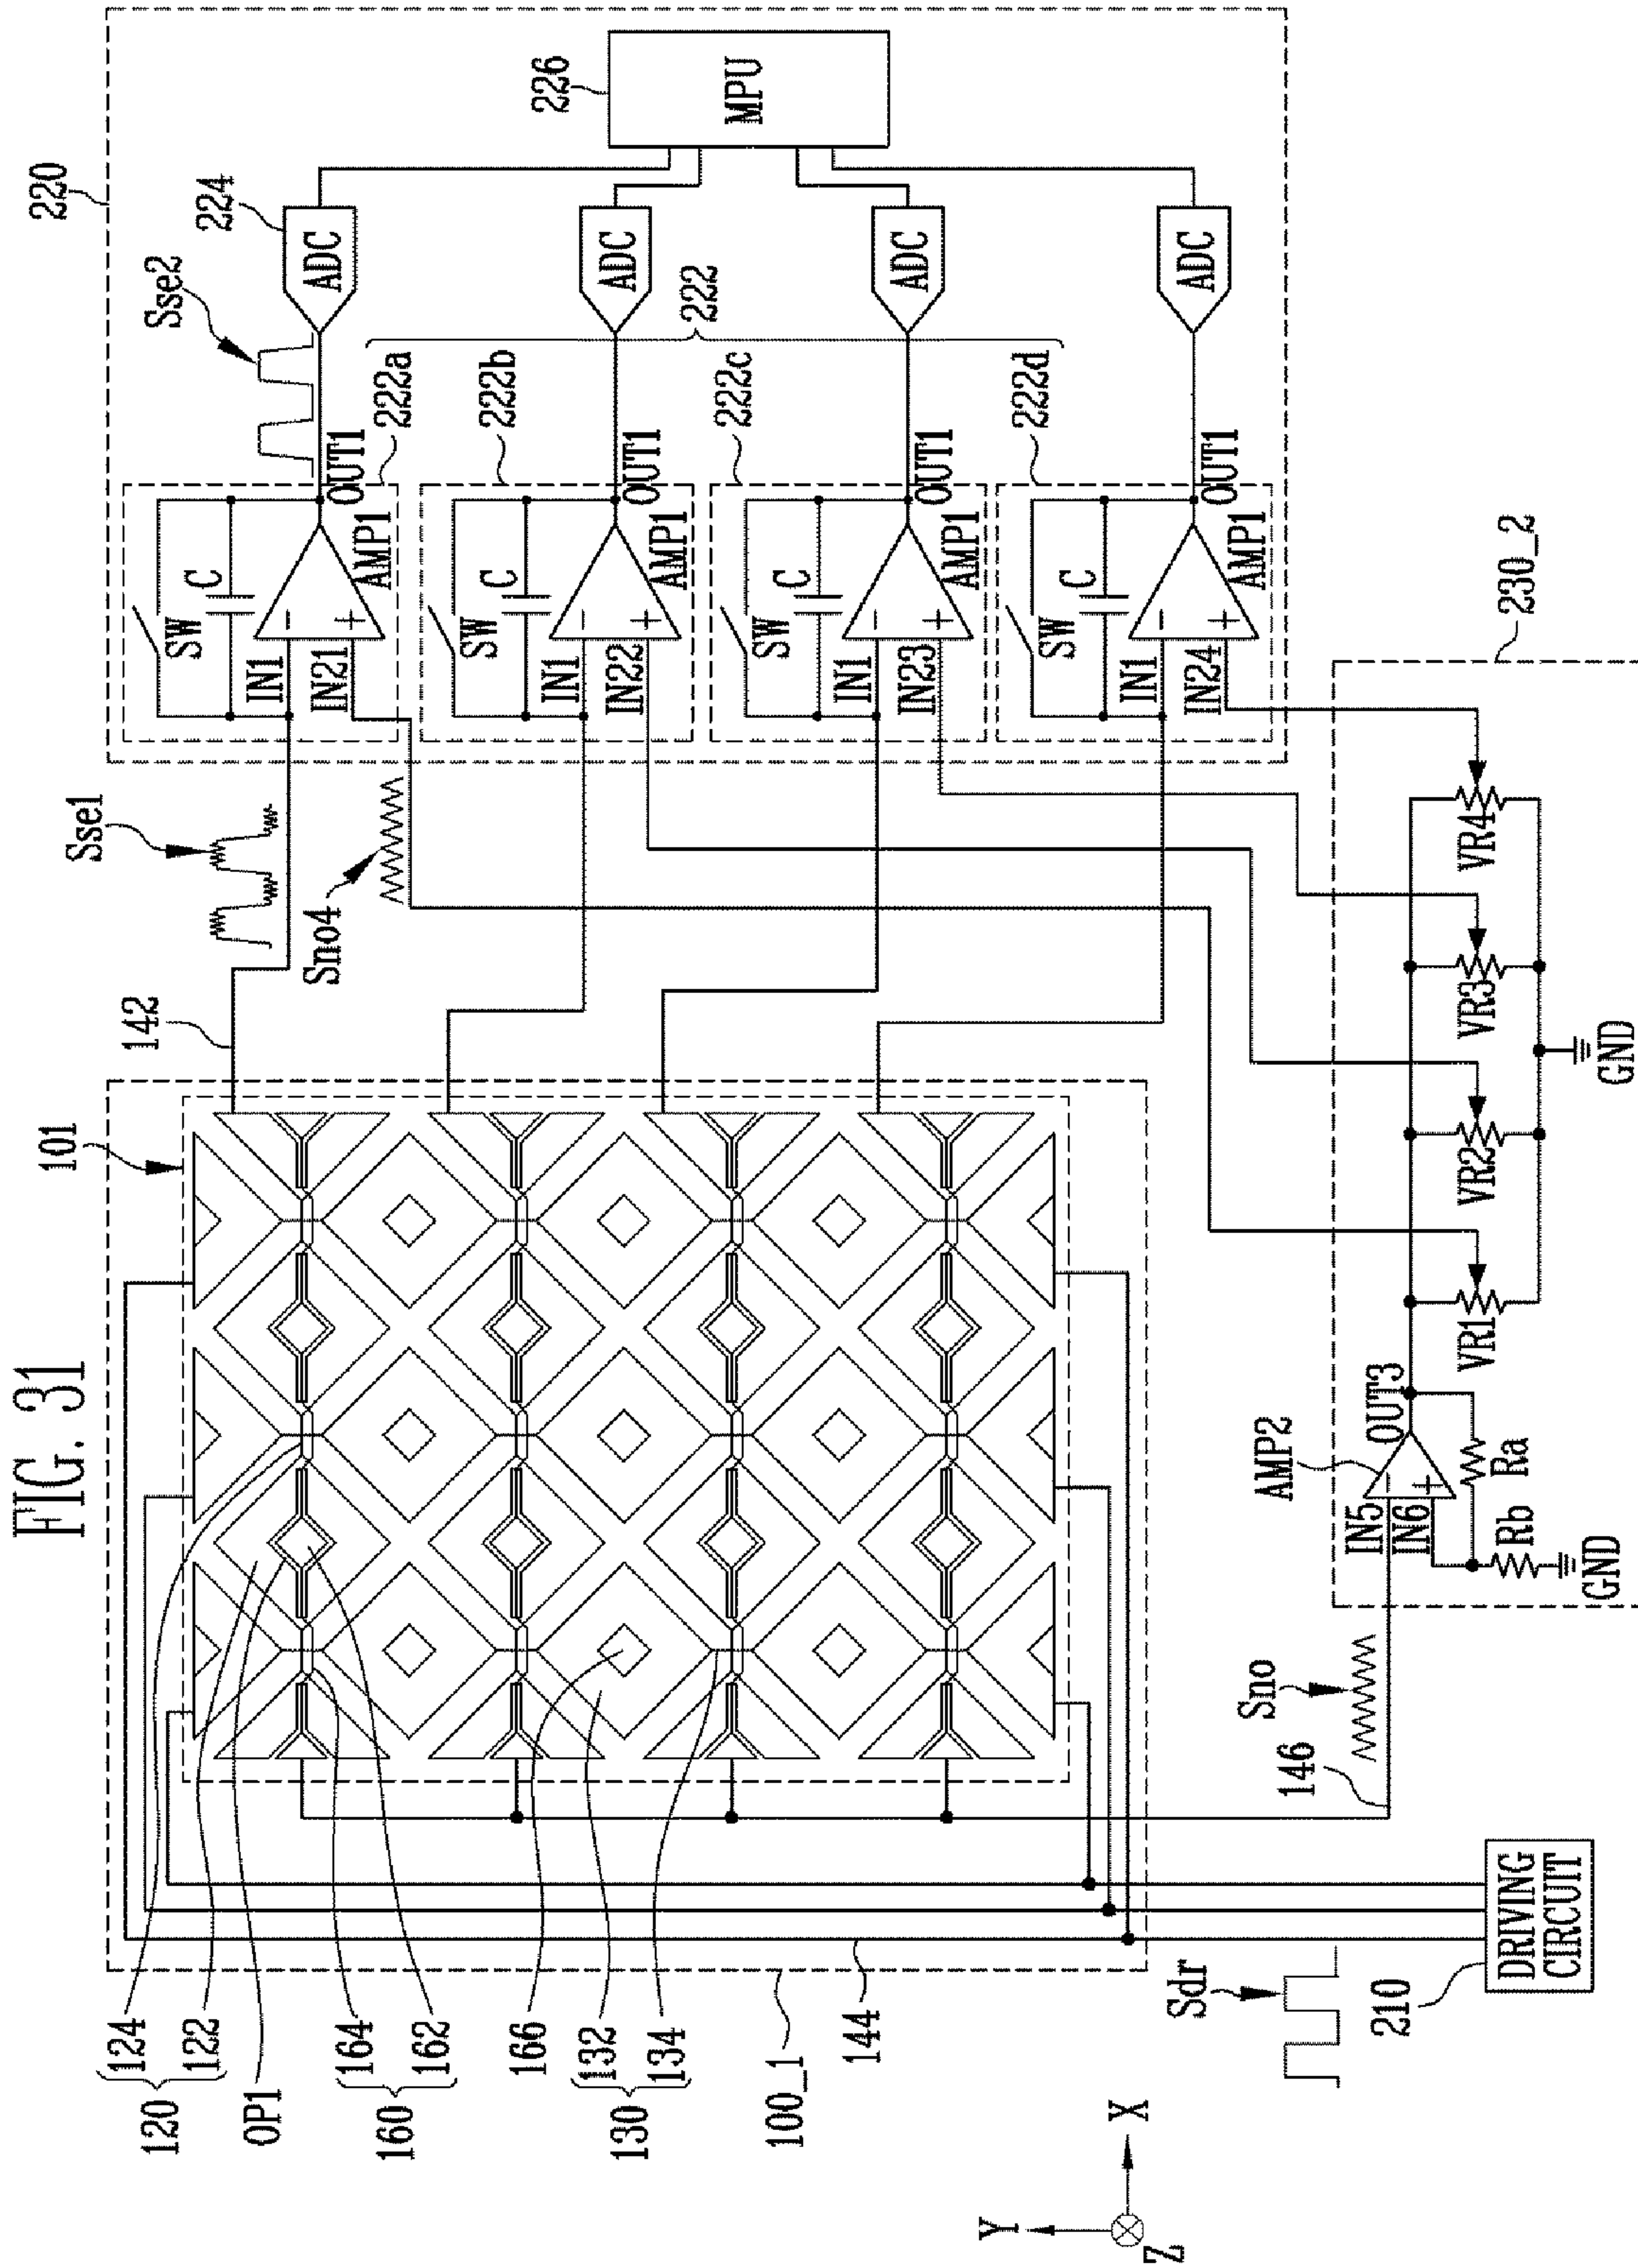 FIG. 31
220
Sse2
224
ADC
226
MPU
ADC
ADC
ADC
222
222a
222b
222c
222d
SW
C
IN1
IN21
AMP1
OUT1
SW
C
IN1
IN22
AMP1
OUT1
SW
C
IN1
IN23
AMP1
OUT1
SW
C
IN1
IN24
AMP1
OUT1
Sse1
Sno4
142
101
124
122
120
OP1
164
162
160
166
132
134
130
100_1
144
Sdr
210
DRIVING
CIRCUIT
146
Sno
230_2
AMP2
IN5
IN6
OUT3
Ra
Rb
GND
VR1
VR2
VR3
VR4
GND
Y
X
Z